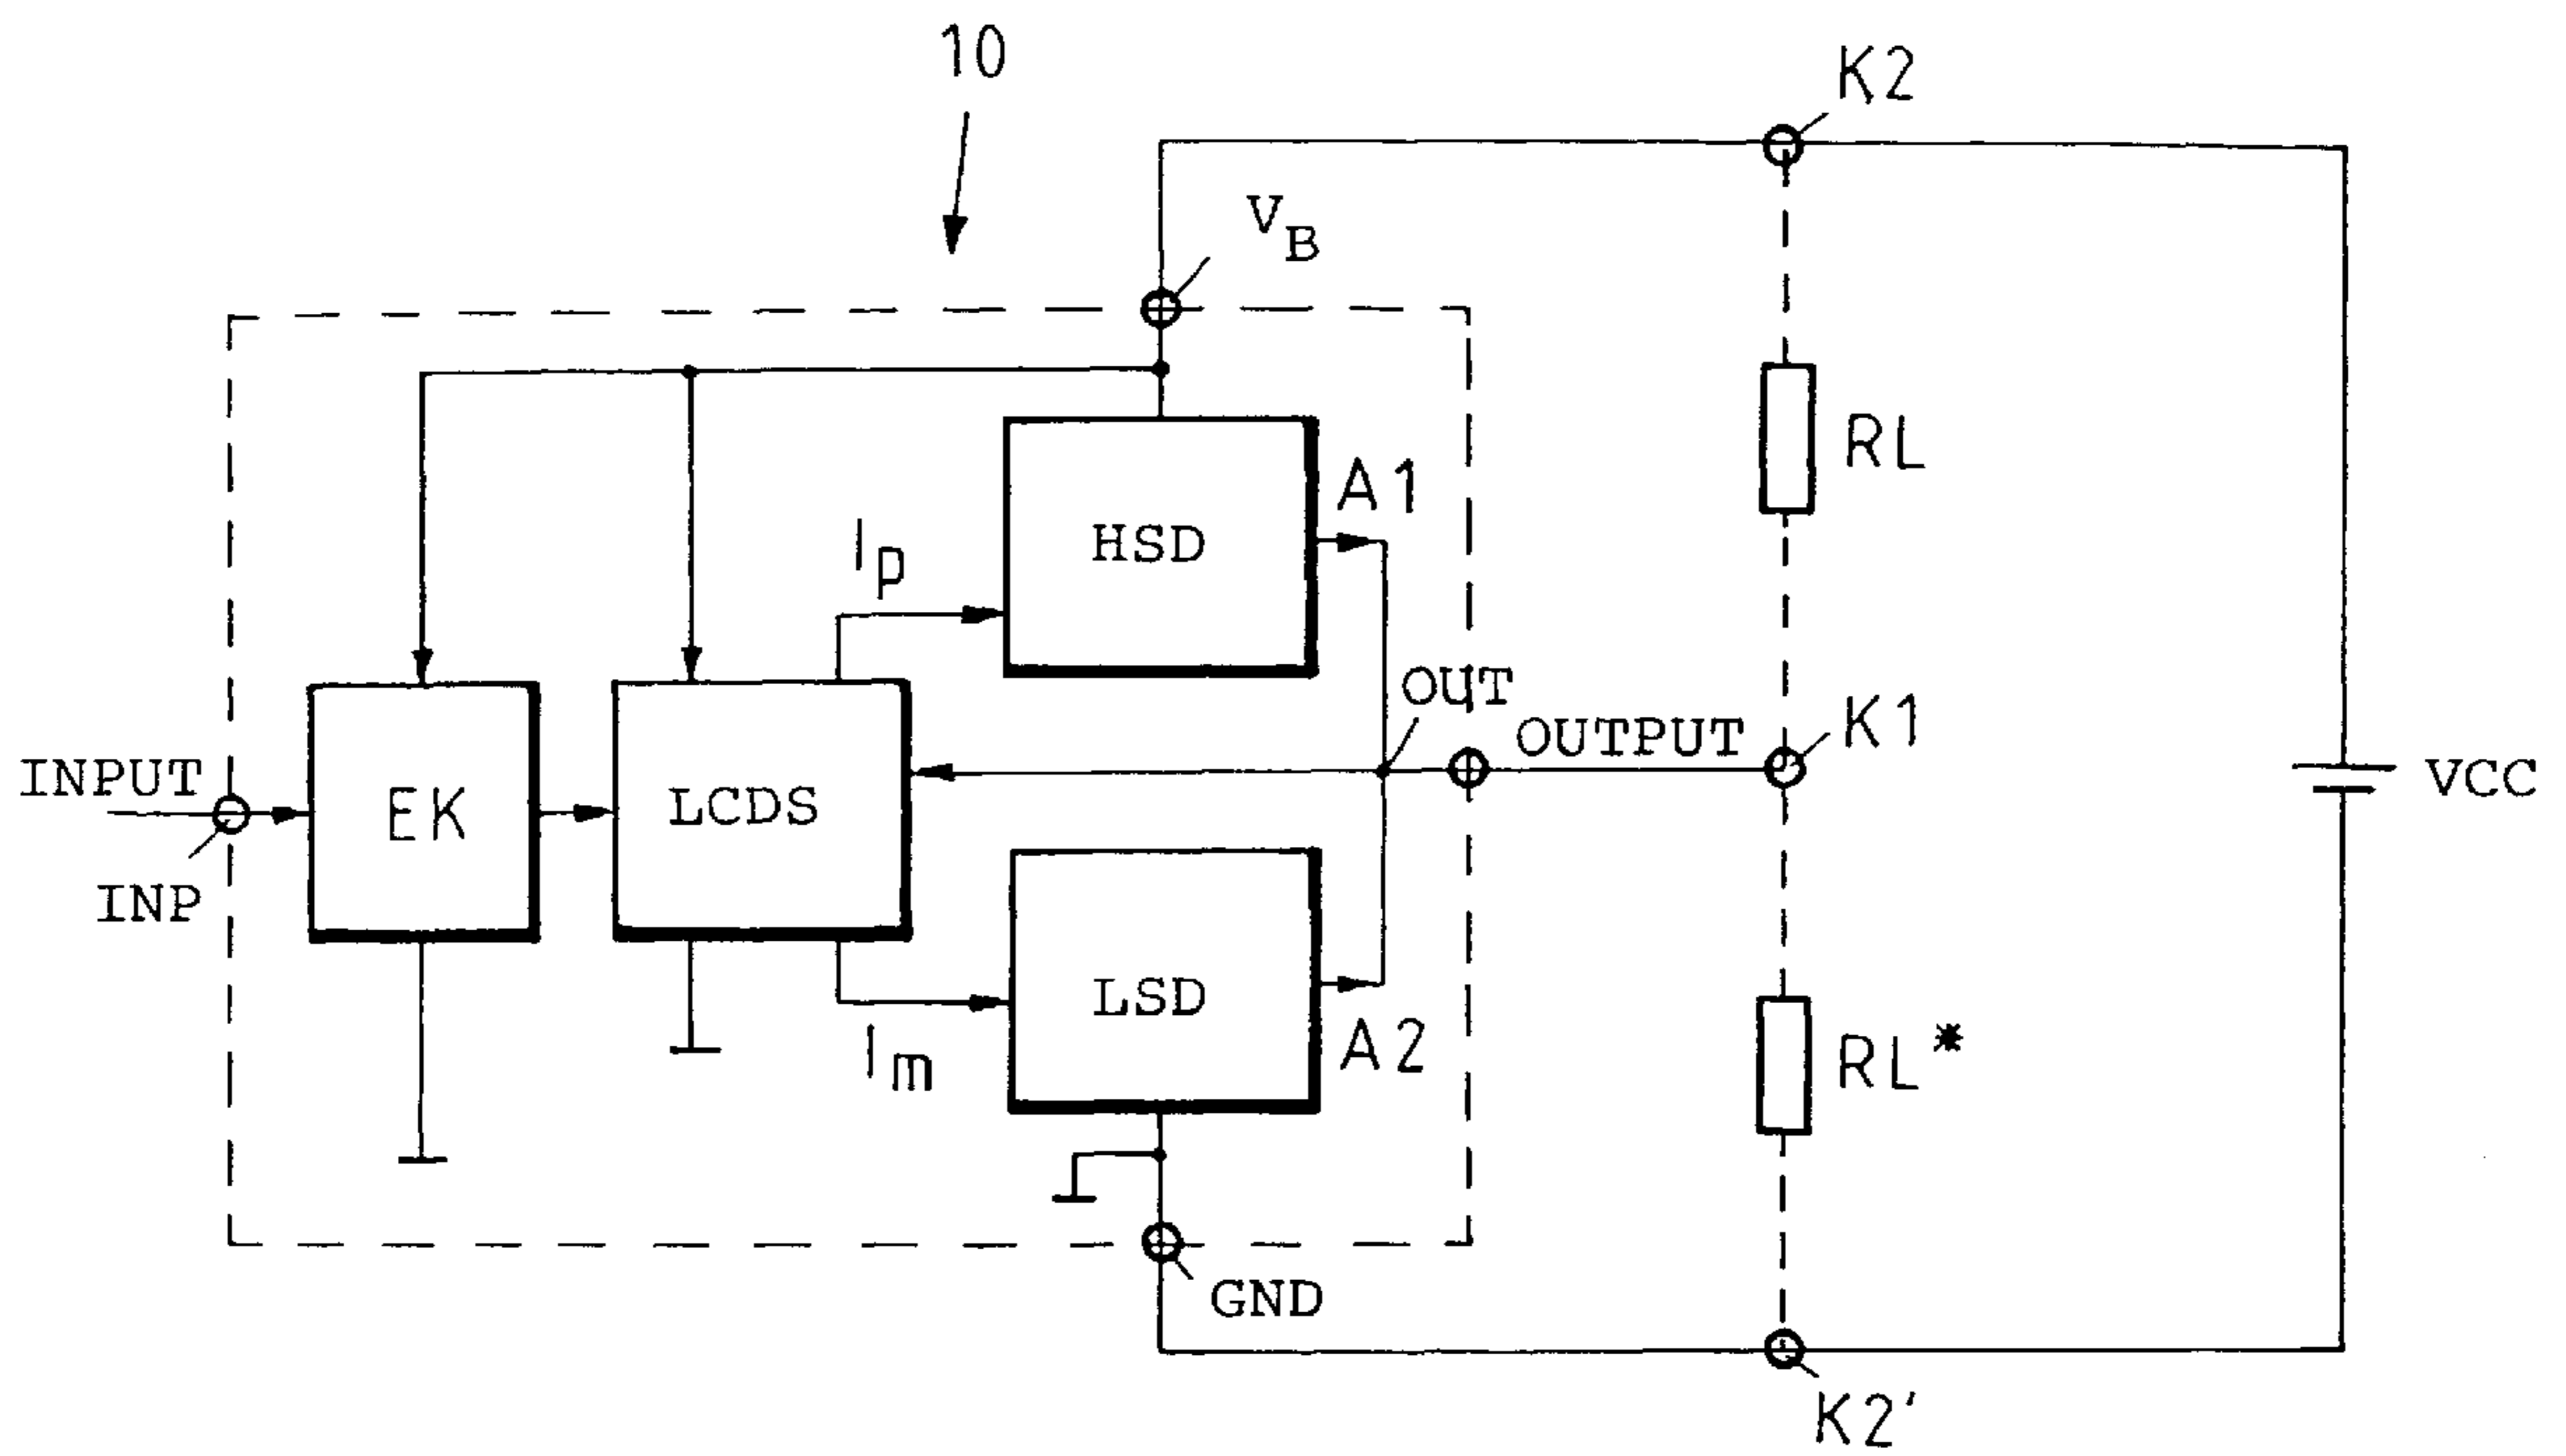 10
K2
VB
RL
A1
HSD
Ip
OUT
K1
OUTPUT
INPUT
EK
LCDS
VCC
INP
LSD
A2
RL*
Im
GND
K2'